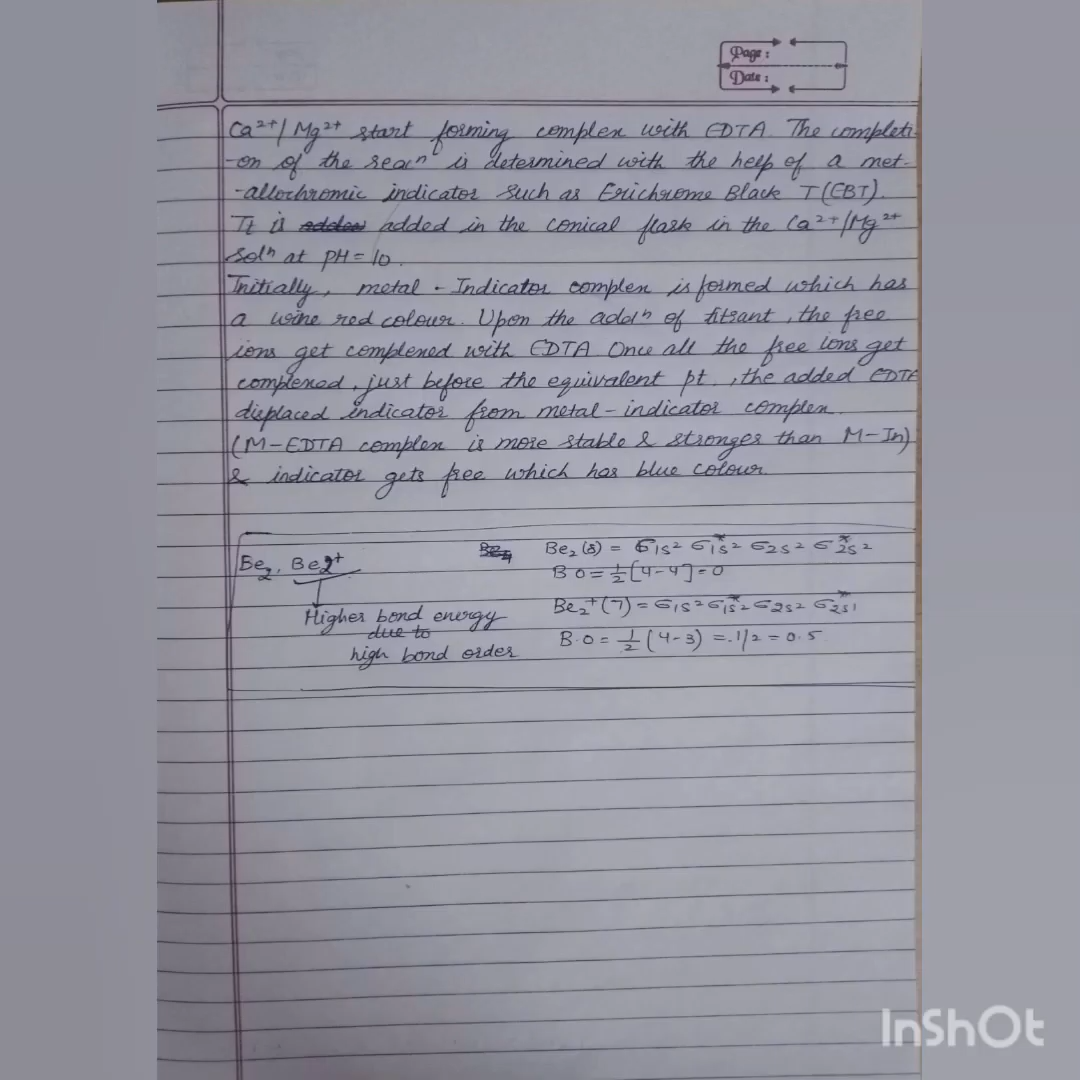 Page :
Date :
Ca²⁺/ Mg²⁺ start forming complex with EDTA. The completi-
-on of the reacⁿ is determined with the help of a met-
-allochromic indicator such as Erichrome Black T(EBT).
It is added in the conical flask in the Ca²⁺/Mg²⁺
solⁿ at pH = 10.
Initially, metal - Indicator complex is formed which has
a wine red colour. Upon the addⁿ of titrant, the free
ions get complexed with EDTA. Once all the free ions get
complexed, just before the equivalent pt., the added EDTA
displaced indicator from metal-indicator complex.
(M-EDTA complex is more stable & stronger than M-In)
& indicator gets free which has blue colour.
Be₂, Be₂⁺
Higher bond energy
due to
high bond order
Be₂ (8) = σ1s² σ*1s² σ2s² σ*2s²
B O = 1/2 [4-4] = 0
Be₂⁺ (7) = σ1s² σ*1s² σ2s² σ*2s¹
B.O = 1/2 (4-3) = .1/2 = 0.5
InShOt